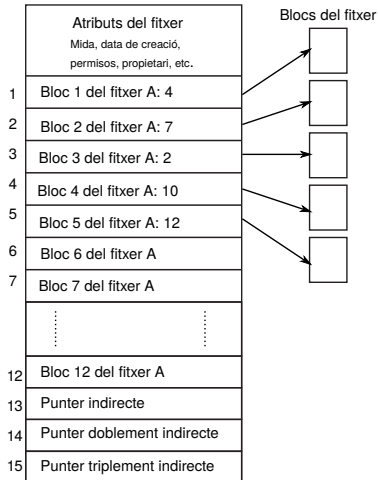 Atributs del fitxer
Mida, data de creació,
permisos, propietari, etc.
Blocs del fitxer
1 Bloc 1 del fitxer A: 4
2 Bloc 2 del fitxer A: 7
3 Bloc 3 del fitxer A: 2
4 Bloc 4 del fitxer A: 10
5 Bloc 5 del fitxer A: 12
6 Bloc 6 del fitxer A
7 Bloc 7 del fitxer A
12 Bloc 12 del fitxer A
13 Punter indirecte
14 Punter doblement indirecte
15 Punter triplement indirecte